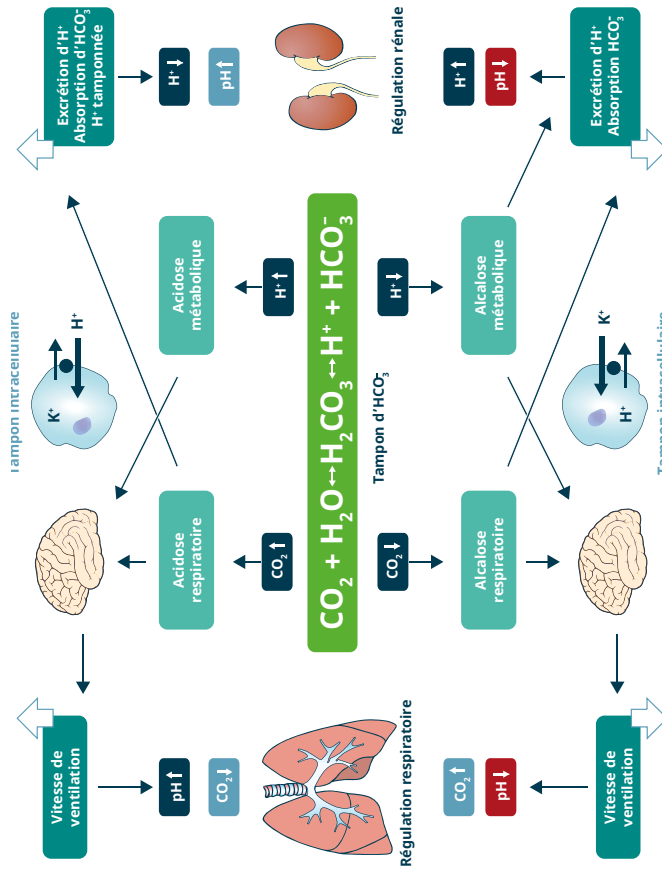 Tampon intracellulaire
Vitesse de
ventilation
K⁺
H⁺
Excrétion d'H⁺
Absorption d'HCO₃⁻
H⁺ tamponnée
pH ↑
CO₂ ↓
Acidose
respiratoire
Acidose
métabolique
H⁺ ↓
pH ↑
CO₂ ↑
H⁺ ↑
CO₂ + H₂O ↔ H₂CO₃ ↔ H⁺ + HCO₃⁻
Tampon d'HCO₃⁻
Régulation respiratoire
Régulation rénale
CO₂ ↓
H⁺ ↓
CO₂ ↑
pH ↓
Alcalose
respiratoire
Alcalose
métabolique
H⁺ ↑
pH ↓
Vitesse de
ventilation
H⁺
K⁺
Excrétion H⁺
Absorption HCO₃⁻
Tampon intracellulaire